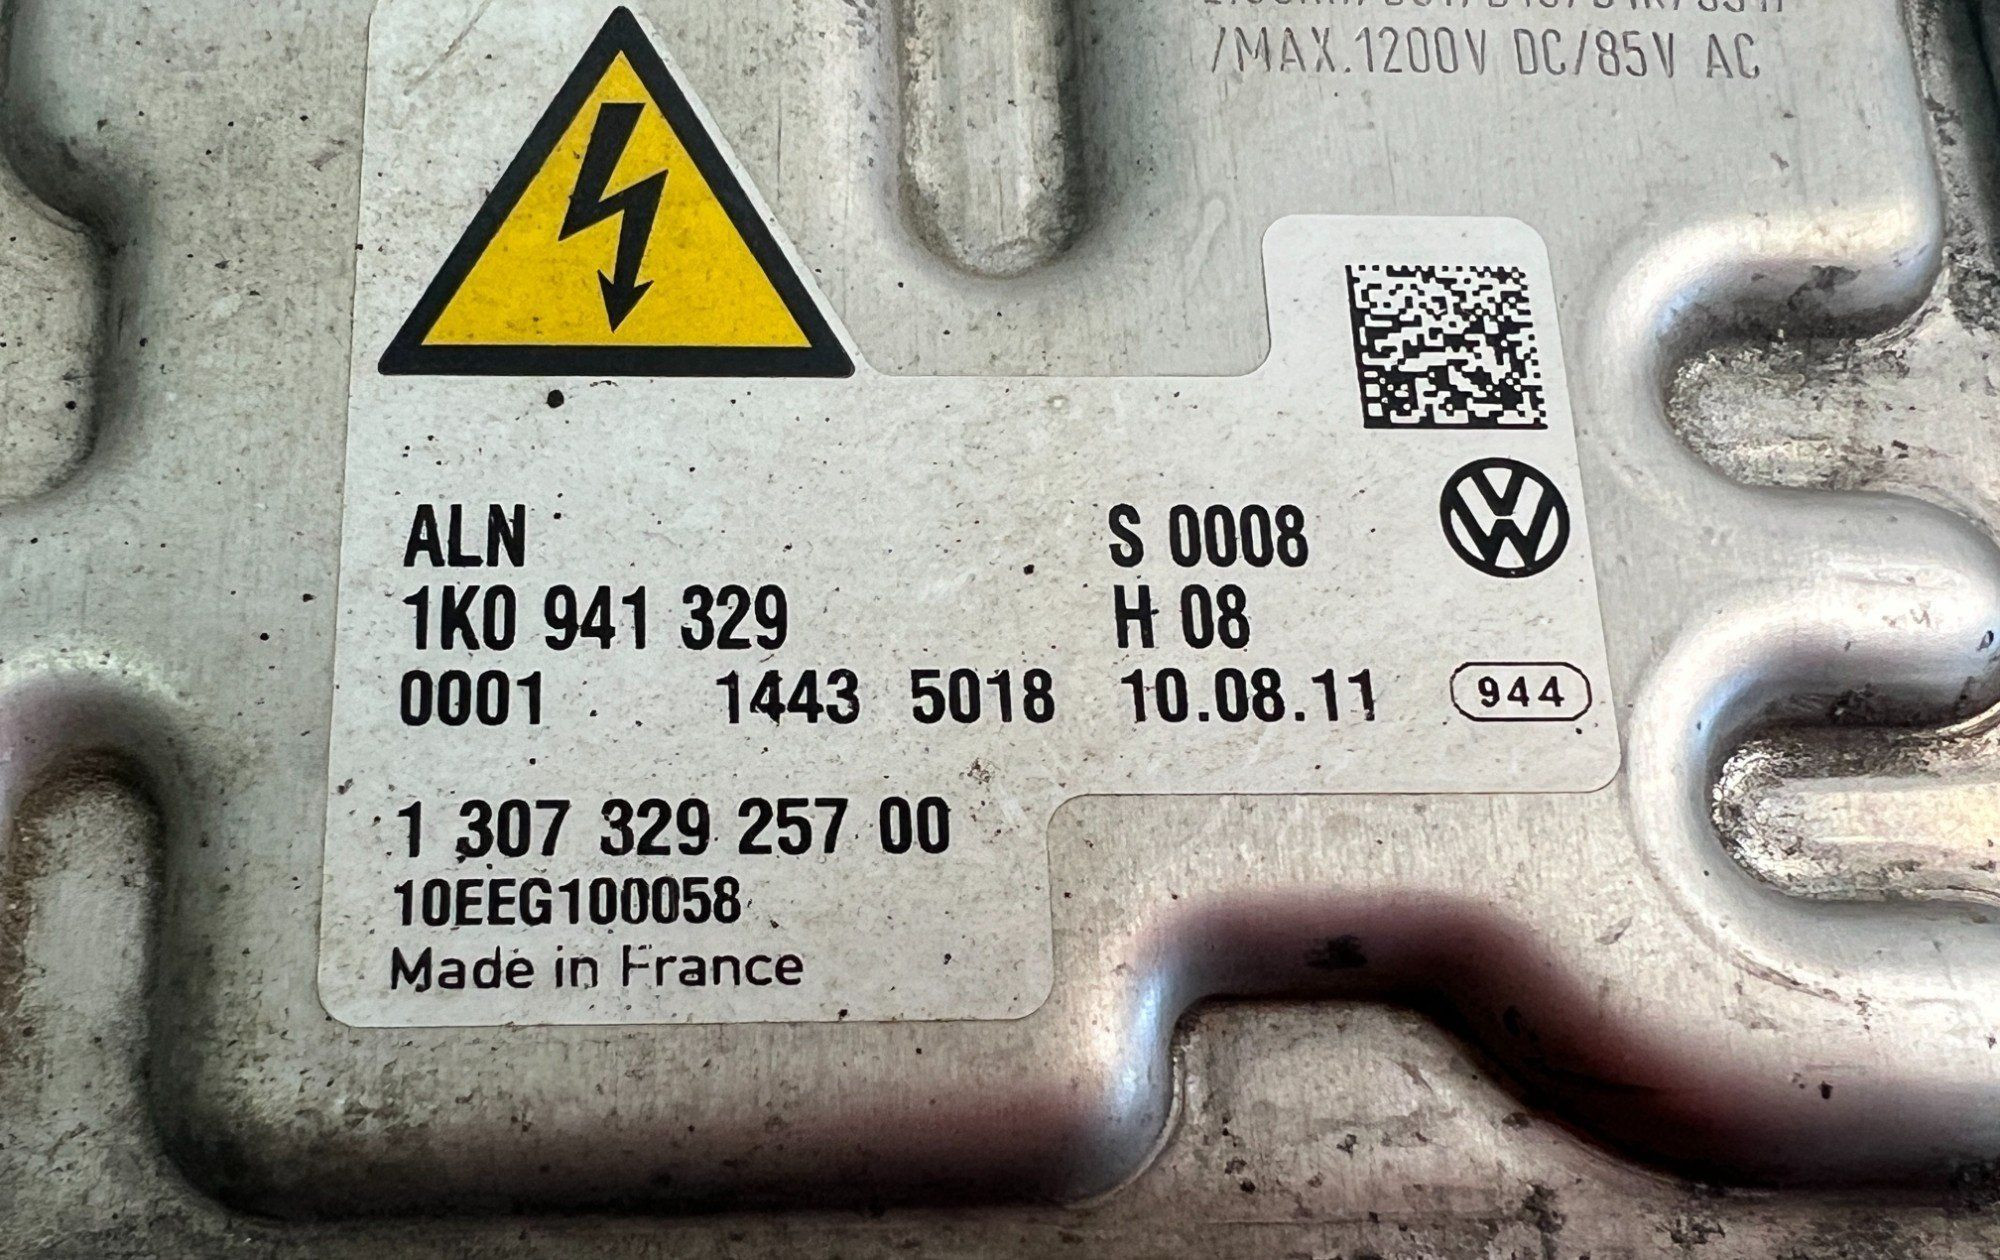 /MAX.1200V DC/85V AC
ALN S 0008
1K0 941 329 H 08
0001 1443 5018 10.08.11 944
1 307 329 257 00
10EEG100058
Made in France